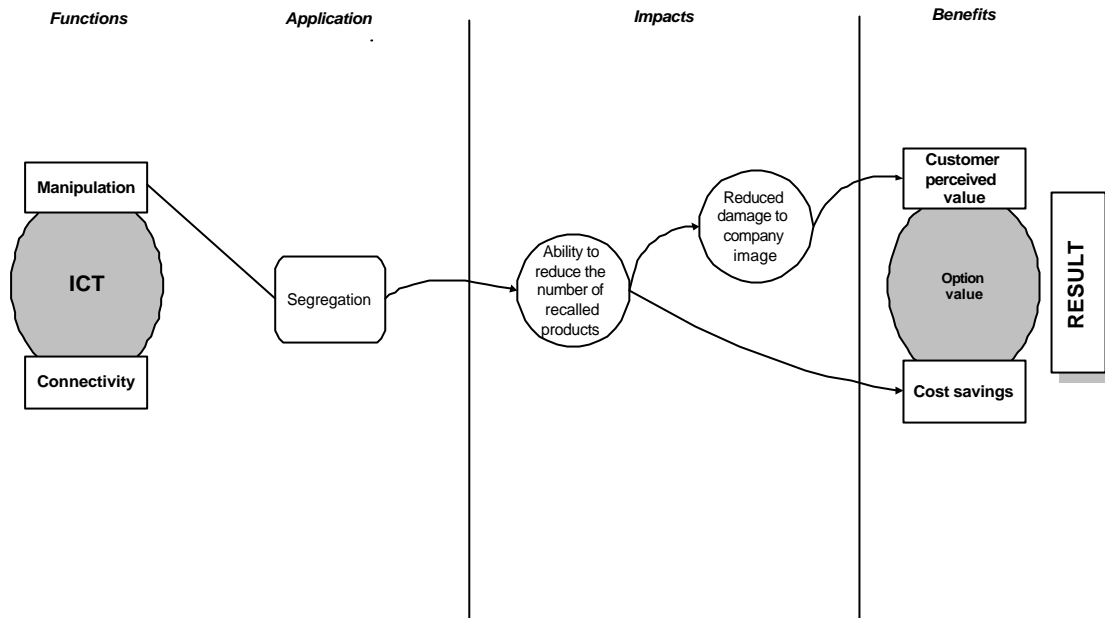 Functions
Application
Impacts
Benefits
Manipulation
ICT
Connectivity
Segregation
Ability to
reduce the
number of
recalled
products
Reduced
damage to
company
image
Customer
perceived
value
Option
value
Cost savings
RESULT